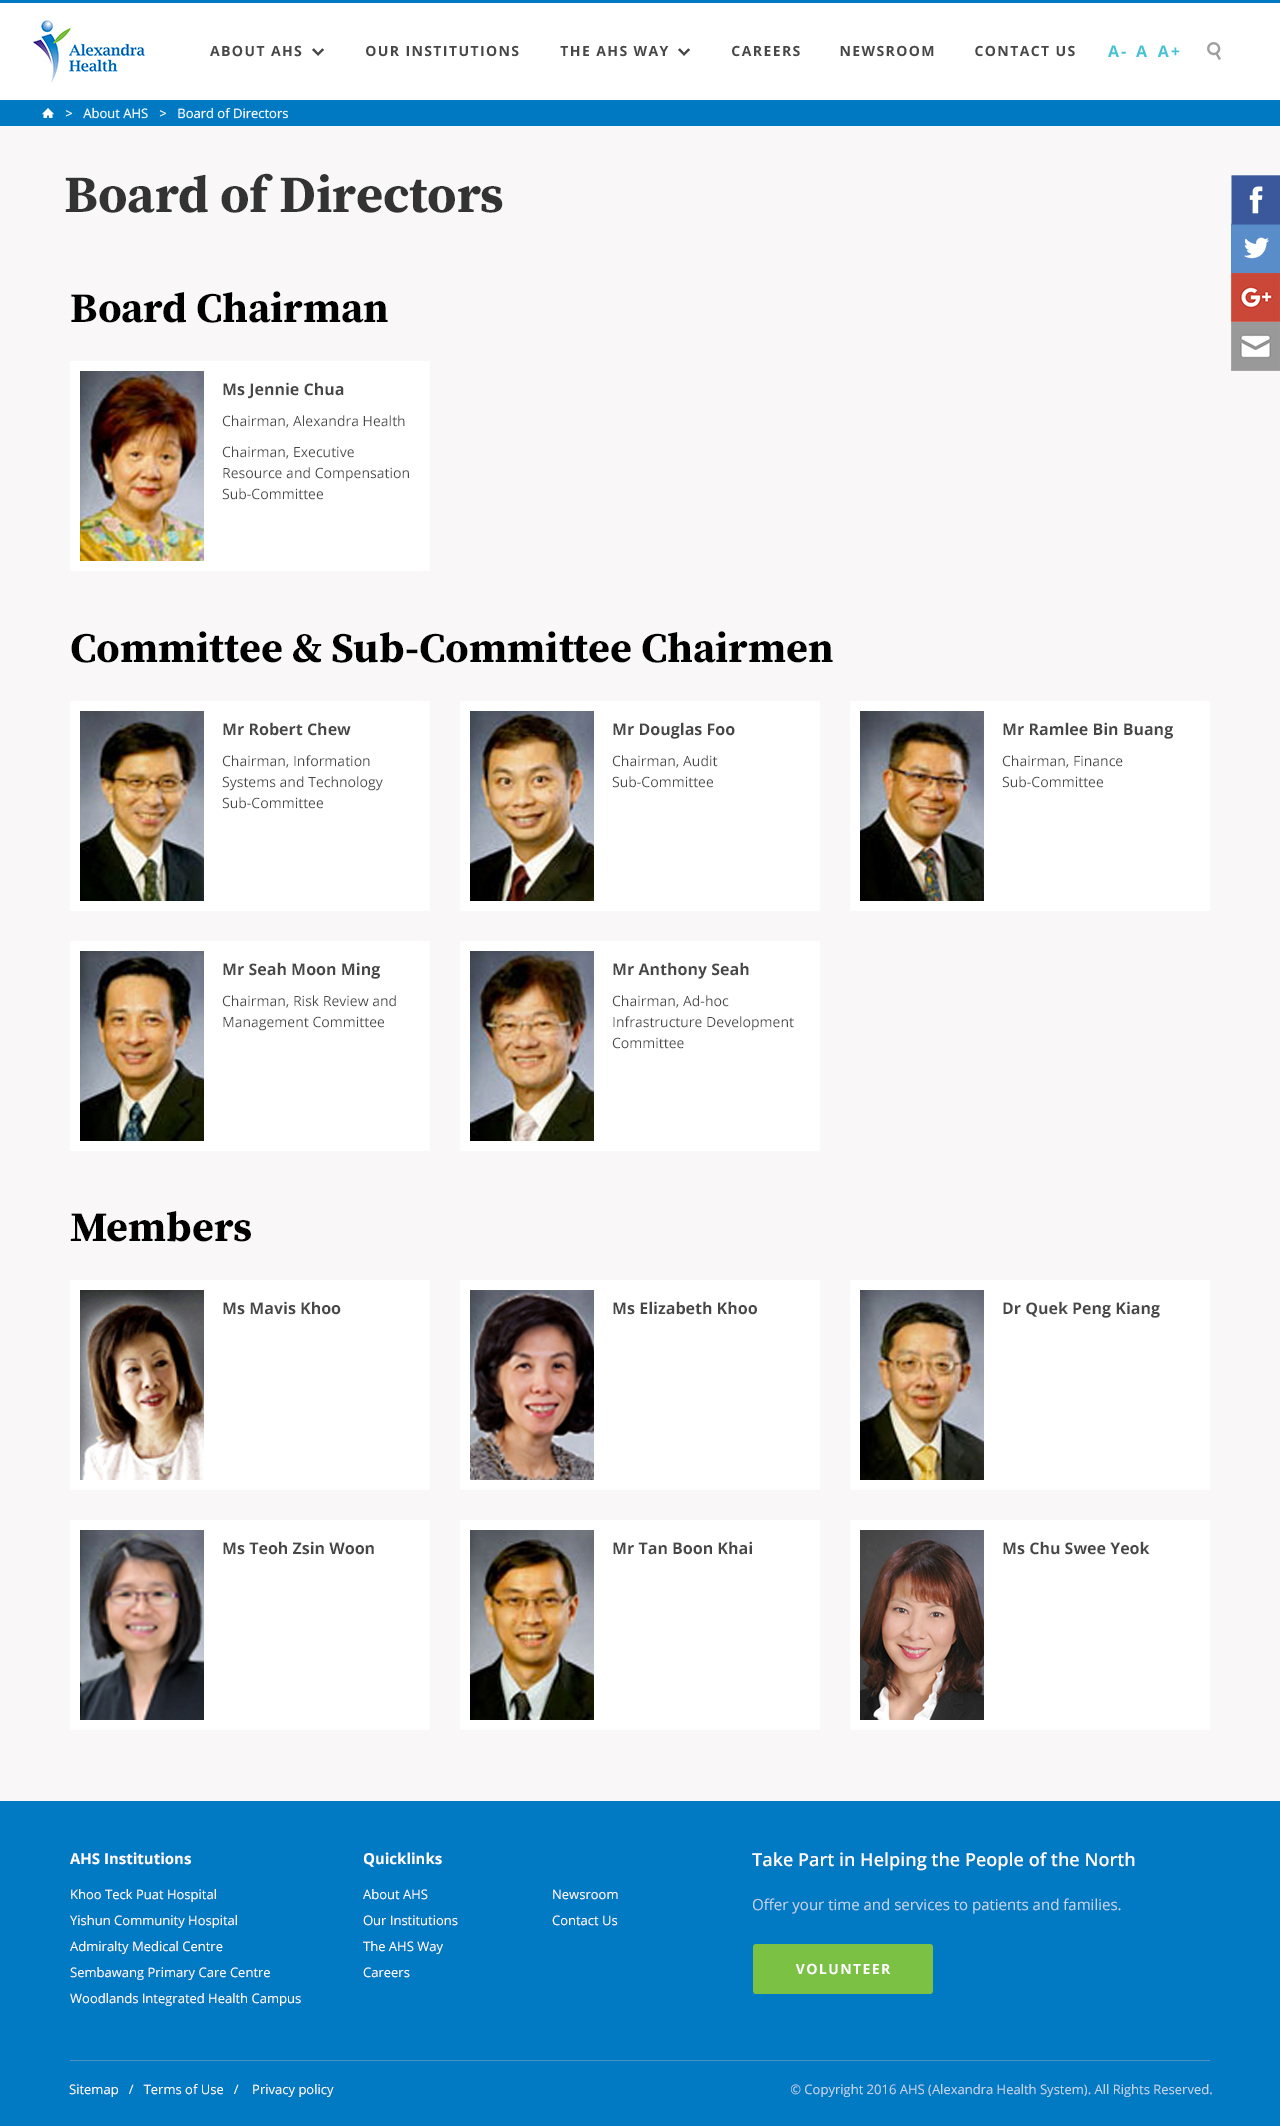 Alexandra
Health
ABOUT AHS
OUR INSTITUTIONS
THE AHS WAY
CAREERS
NEWSROOM
CONTACT US
A- A A+
> About AHS > Board of Directors
Board of Directors
f
G+
Board Chairman
Ms Jennie Chua
Chairman, Alexandra Health
Chairman, Executive
Resource and Compensation
Sub-Committee
Committee & Sub-Committee Chairmen
Mr Robert Chew
Chairman, Information
Systems and Technology
Sub-Committee
Mr Douglas Foo
Chairman, Audit
Sub-Committee
Mr Ramlee Bin Buang
Chairman, Finance
Sub-Committee
Mr Seah Moon Ming
Chairman, Risk Review and
Management Committee
Mr Anthony Seah
Chairman, Ad-hoc
Infrastructure Development
Committee
Members
Ms Mavis Khoo
Ms Elizabeth Khoo
Dr Quek Peng Kiang
Ms Teoh Zsin Woon
Mr Tan Boon Khai
Ms Chu Swee Yeok
AHS Institutions
Khoo Teck Puat Hospital
Yishun Community Hospital
Admiralty Medical Centre
Sembawang Primary Care Centre
Woodlands Integrated Health Campus
Quicklinks
About AHS
Our Institutions
The AHS Way
Careers
Newsroom
Contact Us
Take Part in Helping the People of the North
Offer your time and services to patients and families.
VOLUNTEER
Sitemap / Terms of Use / Privacy policy
© Copyright 2016 AHS (Alexandra Health System). All Rights Reserved.